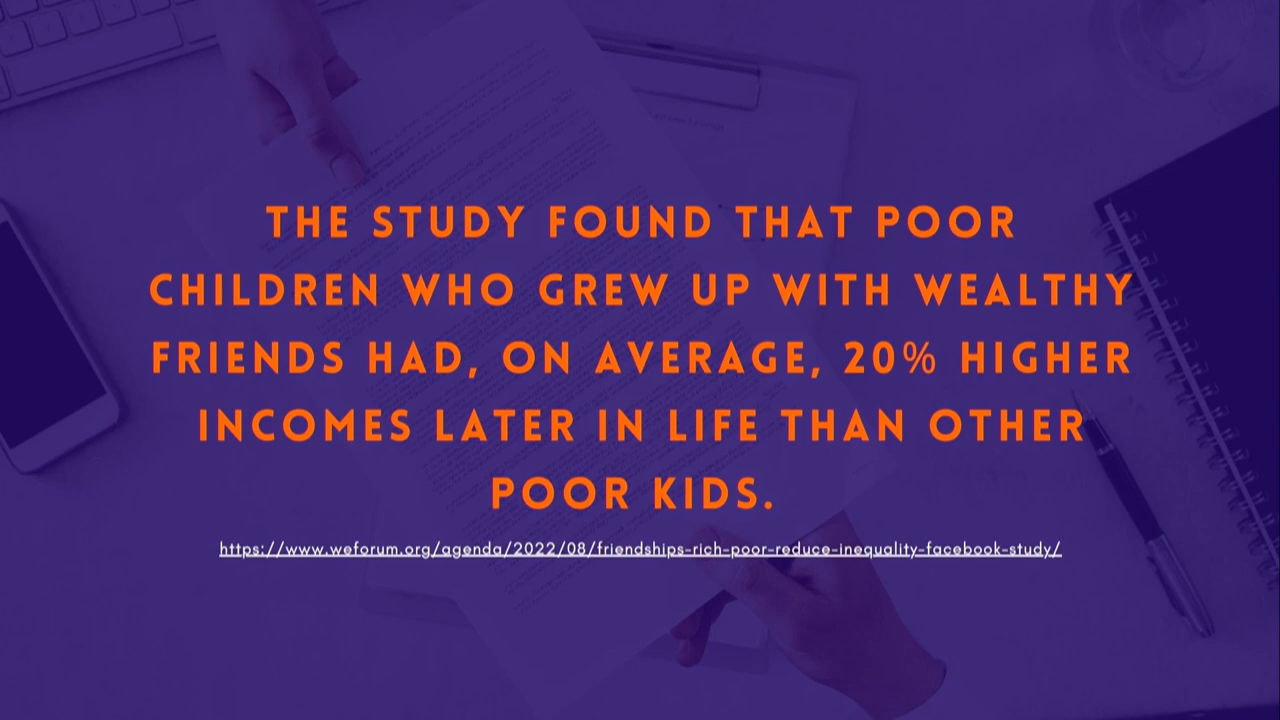 THE STUDY FOUND THAT POOR
CHILDREN WHO GREW UP WITH WEALTHY
FRIENDS HAD, ON AVERAGE, 20% HIGHER
INCOMES LATER IN LIFE THAN OTHER
POOR KIDS.
https://www.weforum.org/agenda/2022/08/friendships-rich-poor-reduce-inequality-facebook-study/